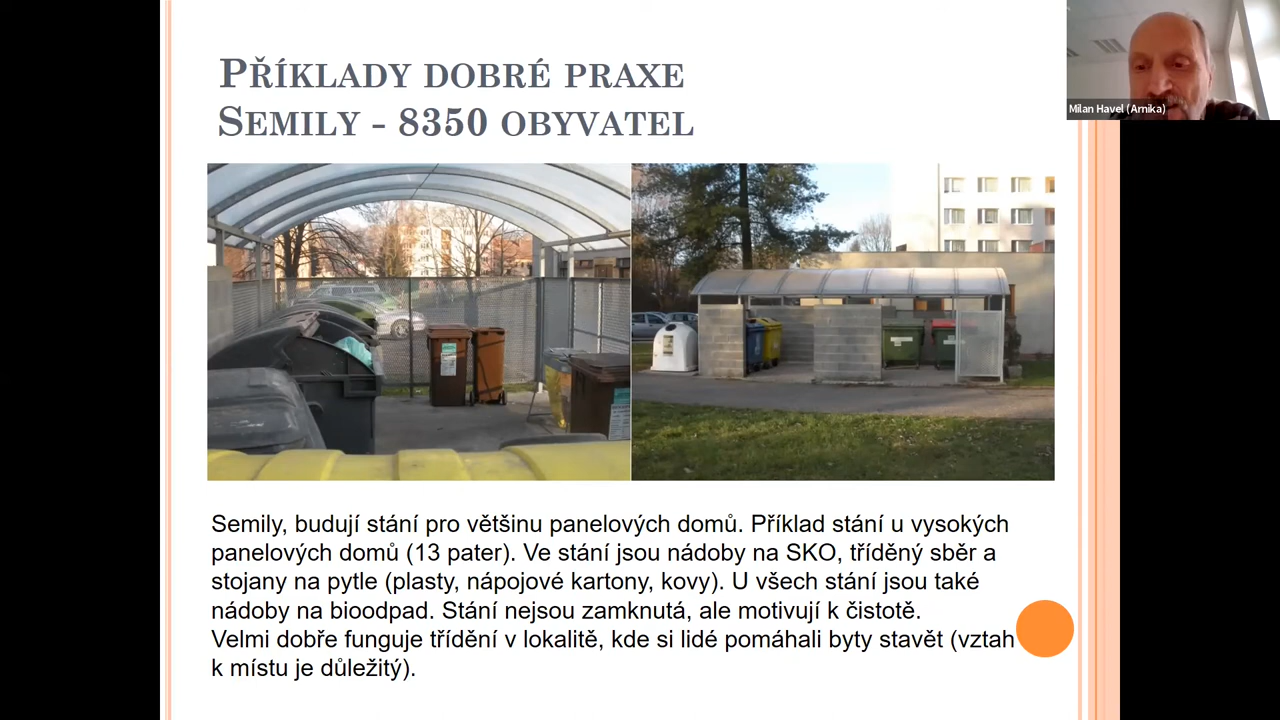 Příklady dobré praxe
Semily - 8350 obyvatel
Milan Havel (Arnika)
Semily, budují stání pro většinu panelových domů. Příklad stání u vysokých
panelových domů (13 pater). Ve stání jsou nádoby na SKO, tříděný sběr a
stojany na pytle (plasty, nápojové kartony, kovy). U všech stání jsou také
nádoby na bioodpad. Stání nejsou zamknutá, ale motivují k čistotě.
Velmi dobře funguje třídění v lokalitě, kde si lidé pomáhali byty stavět (vztah
k místu je důležitý).